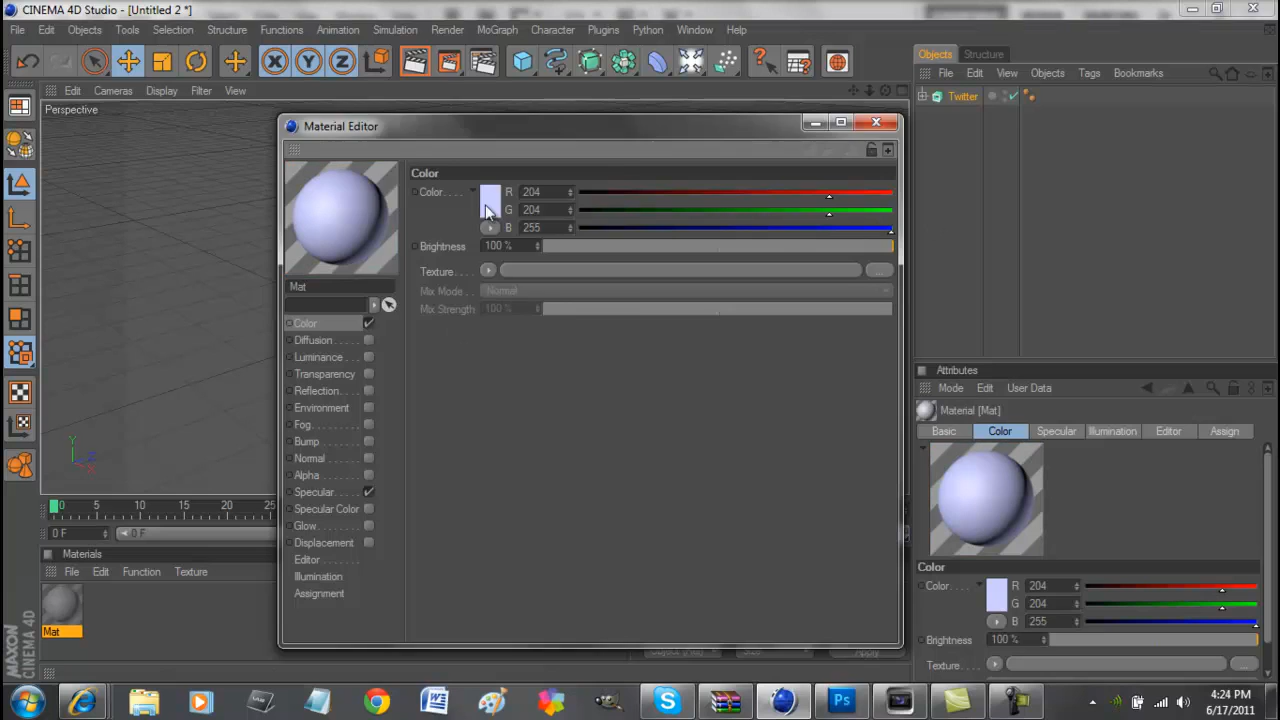 CINEMA 4D Studio - [Untitled 2 *]
File Edit Objects Tools Selection Functions Structure Animation Simulation Render MoGraph Character Plugins Python Window Help
X Y Z
Objects Structure
File Edit View Objects Tags Bookmarks
Twitter
Edit Cameras Display Filter View
Perspective
Material Editor
Color
Color R 204
G 204
B 255
Brightness 100 %
Texture
Mix Mode Normal
Mix Strength 100 %
Mat
Color
Diffusion
Luminance
Transparency
Reflection
Environment
Fog
Bump
Normal
Alpha
Specular
Specular Color
Glow
Displacement
Editor
Illumination
Assignment
Y
Z
X
0 5 10 15 20 25
0 F 0 F
Materials
File Edit Function Texture
Mat
Size Apply
Attributes
Mode Edit User Data
Material [Mat]
Basic Color Specular Illumination Editor Assign
Color
Color R 204
G 204
B 255
Brightness 100 %
Texture
MAXON
CINEMA 4D
S
W
Ps
4:24 PM
6/17/2011